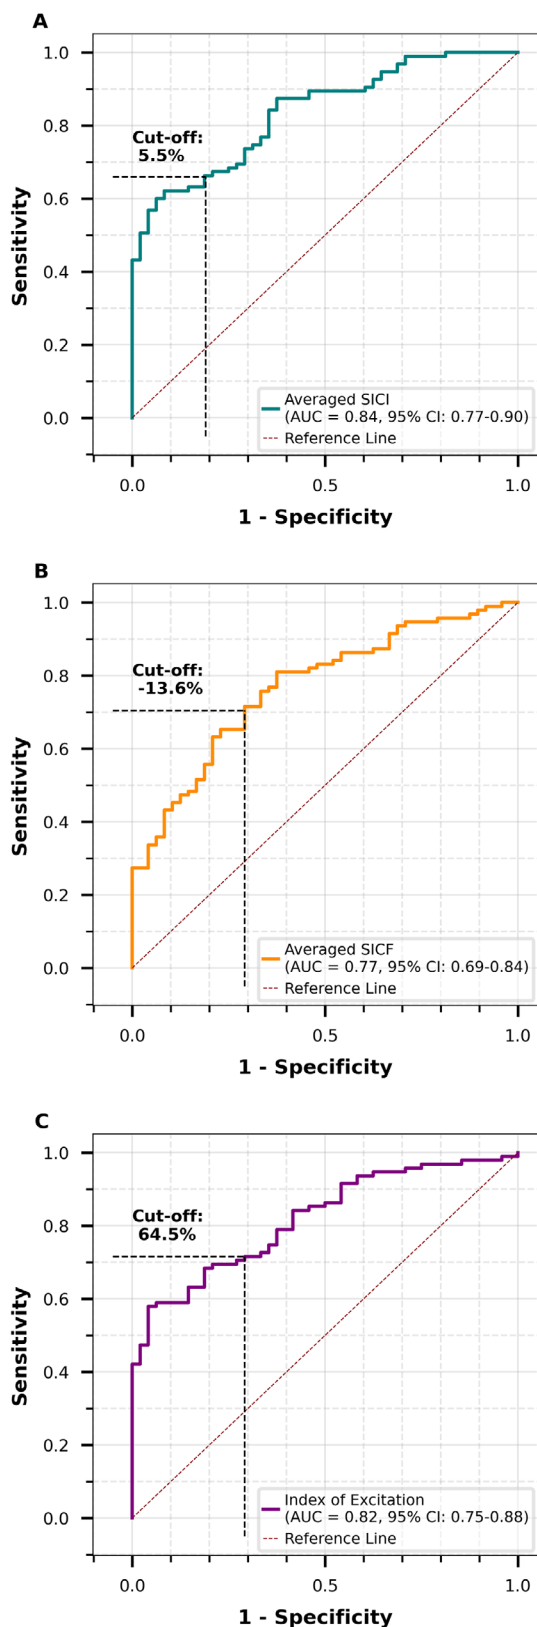 A
1.0
0.8
0.6
0.4
0.2
0.0
Sensitivity
Cut-off:
5.5%
Averaged SICI
(AUC = 0.84, 95% CI: 0.77-0.90)
Reference Line
0.0
0.5
1.0
1 - Specificity
B
1.0
0.8
0.6
0.4
0.2
0.0
Sensitivity
Cut-off:
-13.6%
Averaged SICF
(AUC = 0.77, 95% CI: 0.69-0.84)
Reference Line
0.0
0.5
1.0
1 - Specificity
C
1.0
0.8
0.6
0.4
0.2
0.0
Sensitivity
Cut-off:
64.5%
Index of Excitation
(AUC = 0.82, 95% CI: 0.75-0.88)
Reference Line
0.0
0.5
1.0
1 - Specificity